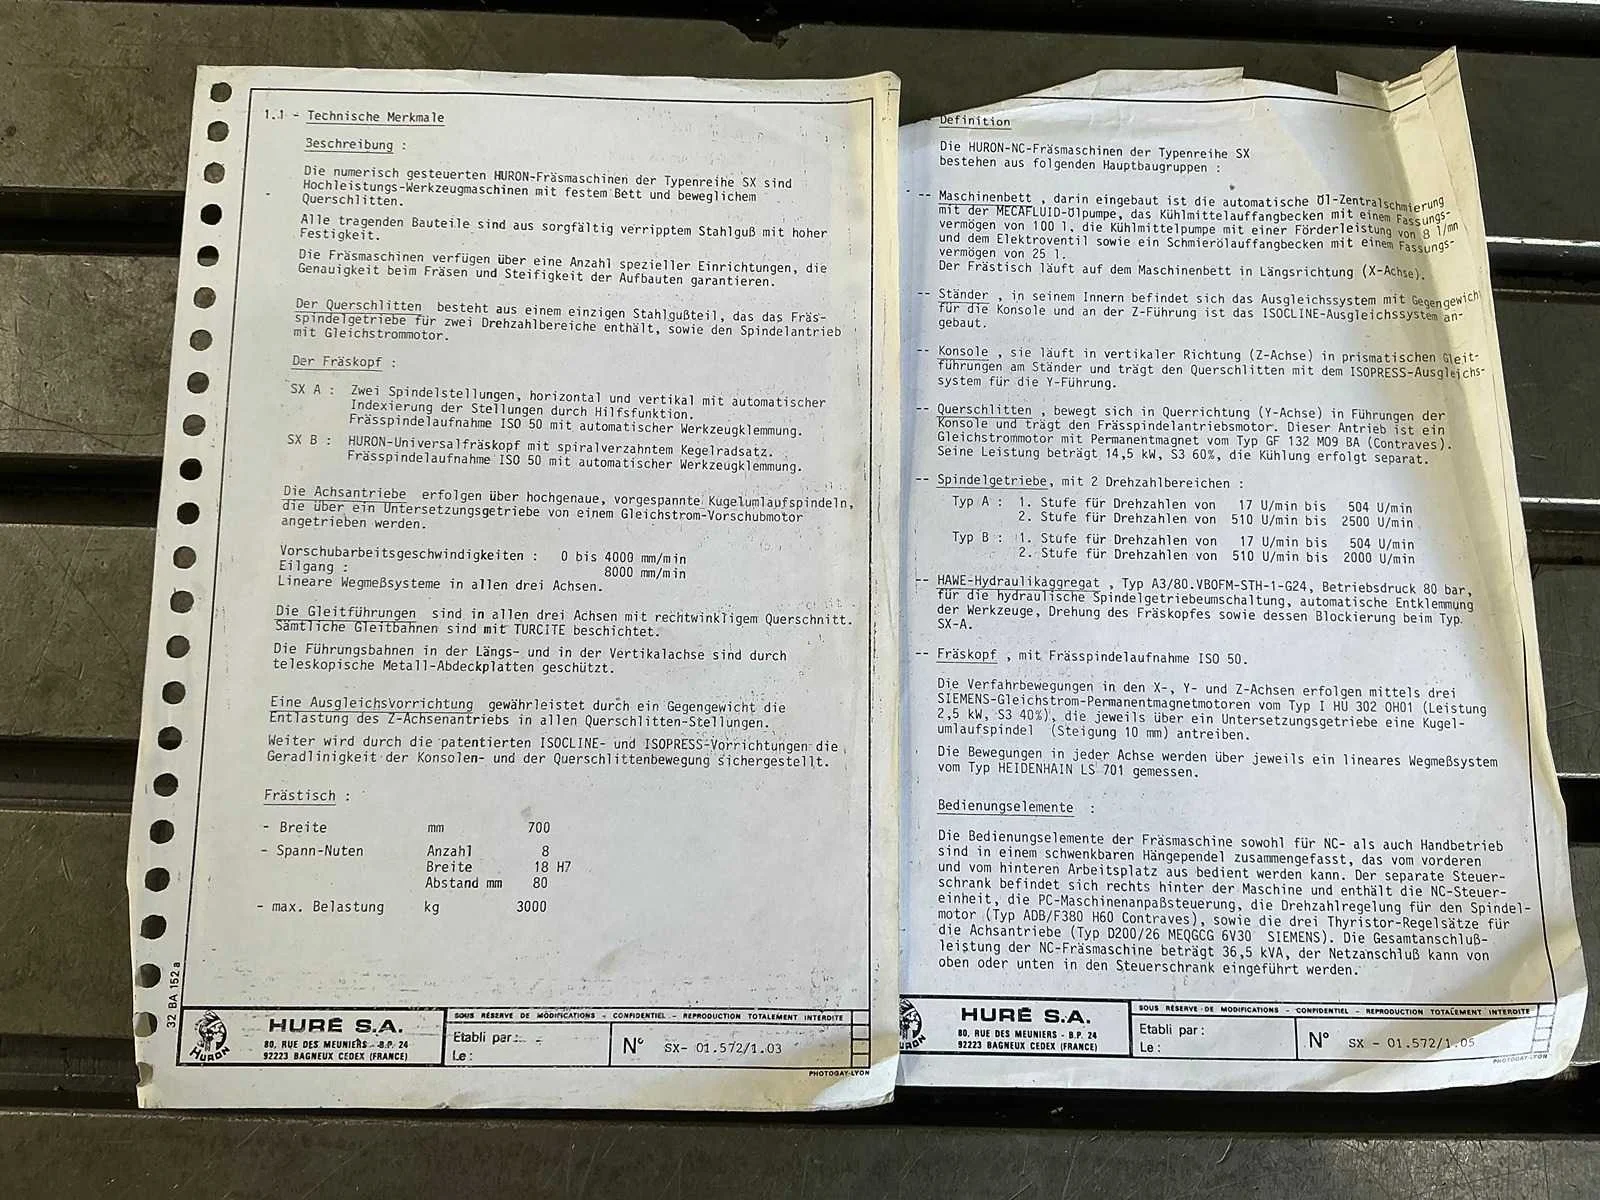 1.1 - Technische Merkmale
Beschreibung :
Die numerisch gesteuerten HURON-Fräsmaschinen der Typenreihe SX sind
Hochleistungs-Werkzeugmaschinen mit festem Bett und beweglichem
Querschlitten.
Alle tragenden Bauteile sind aus sorgfältig verripptem Stahlguß mit hoher
Festigkeit.
Die Fräsmaschinen verfügen über eine Anzahl spezieller Einrichtungen, die
Genauigkeit beim Fräsen und Steifigkeit der Aufbauten garantieren.
Der Querschlitten besteht aus einem einzigen Stahlgußteil, das das Fräs-
spindelgetriebe für zwei Drehzahlbereiche enthält, sowie den Spindelantrieb
mit Gleichstrommotor.
Der Fräskopf :
SX A : Zwei Spindelstellungen, horizontal und vertikal mit automatischer
Indexierung der Stellungen durch Hilfsfunktion.
Frässpindelaufnahme ISO 50 mit automatischer Werkzeugklemmung.
SX B : HURON-Universalfräskopf mit spiralverzahntem Kegelradsatz.
Frässpindelaufnahme ISO 50 mit automatischer Werkzeugklemmung.
Die Achsantriebe erfolgen über hochgenaue, vorgespannte Kugelumlaufspindeln,
die über ein Untersetzungsgetriebe von einem Gleichstrom-Vorschubmotor
angetrieben werden.
Vorschubarbeitsgeschwindigkeiten : 0 bis 4000 mm/min
Eilgang : 8000 mm/min
Lineare Wegmeßsysteme in allen drei Achsen.
Die Gleitführungen sind in allen drei Achsen mit rechtwinkligem Querschnitt.
Sämtliche Gleitbahnen sind mit TURCITE beschichtet.
Die Führungsbahnen in der Längs- und in der Vertikalachse sind durch
teleskopische Metall-Abdeckplatten geschützt.
Eine Ausgleichsvorrichtung gewährleistet durch ein Gegengewicht die
Entlastung des Z-Achsenantriebs in allen Querschlitten-Stellungen.
Weiter wird durch die patentierten ISOCLINE- und ISOPRESS-Vorrichtungen die
Geradlinigkeit der Konsolen- und der Querschlittenbewegung sichergestellt.
Frästisch :
- Breite mm 700
- Spann-Nuten Anzahl 8
Breite 18 H7
Abstand mm 80
- max. Belastung kg 3000
32 BA 152 a
HURON
HURÉ S.A.
80, RUE DES MEUNIERS - B.P. 24
92223 BAGNEUX CEDEX (FRANCE)
SOUS RÉSERVE DE MODIFICATIONS - CONFIDENTIEL - REPRODUCTION TOTALEMENT INTERDITE
Etabli par :
Le :
N° SX- 01.572/1.03
PHOTOGAY-LYON
Definition
Die HURON-NC-Fräsmaschinen der Typenreihe SX
bestehen aus folgenden Hauptbaugruppen :
-- Maschinenbett , darin eingebaut ist die automatische Öl-Zentralschmierung
mit der MECAFLUID-Ölpumpe, das Kühlmittelauffangbecken mit einem Fassungs-
vermögen von 100 l, die Kühlmittelpumpe mit einer Förderleistung von 8 l/mn
und dem Elektroventil sowie ein Schmierölauffangbecken mit einem Fassungs-
vermögen von 25 l.
Der Frästisch läuft auf dem Maschinenbett in Längsrichtung (X-Achse).
-- Ständer , in seinem Innern befindet sich das Ausgleichssystem mit Gegengewicht
für die Konsole und an der Z-Führung ist das ISOCLINE-Ausgleichssystem an-
gebaut.
-- Konsole , sie läuft in vertikaler Richtung (Z-Achse) in prismatischen Gleit-
führungen am Ständer und trägt den Querschlitten mit dem ISOPRESS-Ausgleichs-
system für die Y-Führung.
-- Querschlitten , bewegt sich in Querrichtung (Y-Achse) in Führungen der
Konsole und trägt den Frässpindelantriebsmotor. Dieser Antrieb ist ein
Gleichstrommotor mit Permanentmagnet vom Typ GF 132 M09 BA (Contraves).
Seine Leistung beträgt 14,5 kW, S3 60%, die Kühlung erfolgt separat.
-- Spindelgetriebe, mit 2 Drehzahlbereichen :
Typ A : 1. Stufe für Drehzahlen von 17 U/min bis 504 U/min
2. Stufe für Drehzahlen von 510 U/min bis 2500 U/min
Typ B : 1. Stufe für Drehzahlen von 17 U/min bis 504 U/min
2. Stufe für Drehzahlen von 510 U/min bis 2000 U/min
-- HAWE-Hydraulikaggregat , Typ A3/80.VBOFM-STH-1-G24, Betriebsdruck 80 bar,
für die hydraulische Spindelgetriebeumschaltung, automatische Entklemmung
der Werkzeuge, Drehung des Fräskopfes sowie dessen Blockierung beim Typ
SX-A.
-- Fräskopf , mit Frässpindelaufnahme ISO 50.
Die Verfahrbewegungen in den X-, Y- und Z-Achsen erfolgen mittels drei
SIEMENS-Gleichstrom-Permanentmagnetmotoren vom Typ I HU 302 OH01 (Leistung
2,5 kW, S3 40%), die jeweils über ein Untersetzungsgetriebe eine Kugel-
umlaufspindel (Steigung 10 mm) antreiben.
Die Bewegungen in jeder Achse werden über jeweils ein lineares Wegmeßsystem
vom Typ HEIDENHAIN LS 701 gemessen.
Bedienungselemente :
Die Bedienungselemente der Fräsmaschine sowohl für NC- als auch Handbetrieb
sind in einem schwenkbaren Hängependel zusammengefasst, das vom vorderen
und vom hinteren Arbeitsplatz aus bedient werden kann. Der separate Steuer-
schrank befindet sich rechts hinter der Maschine und enthält die NC-Steuer-
einheit, die PC-Maschinenanpaßsteuerung, die Drehzahlregelung für den Spindel-
motor (Typ ADB/F380 H60 Contraves), sowie die drei Thyristor-Regelsätze für
die Achsantriebe (Typ D200/26 MEQGCG 6V30 SIEMENS). Die Gesamtanschluß-
leistung der NC-Fräsmaschine beträgt 36,5 kVA, der Netzanschluß kann von
oben oder unten in den Steuerschrank eingeführt werden.
HURON
HURÉ S.A.
80, RUE DES MEUNIERS - B.P. 24
92223 BAGNEUX CEDEX (FRANCE)
SOUS RÉSERVE DE MODIFICATIONS - CONFIDENTIEL - REPRODUCTION TOTALEMENT INTERDITE
Etabli par :
Le :
N° SX - 01.572/1.05
PHOTOGAY-LYON